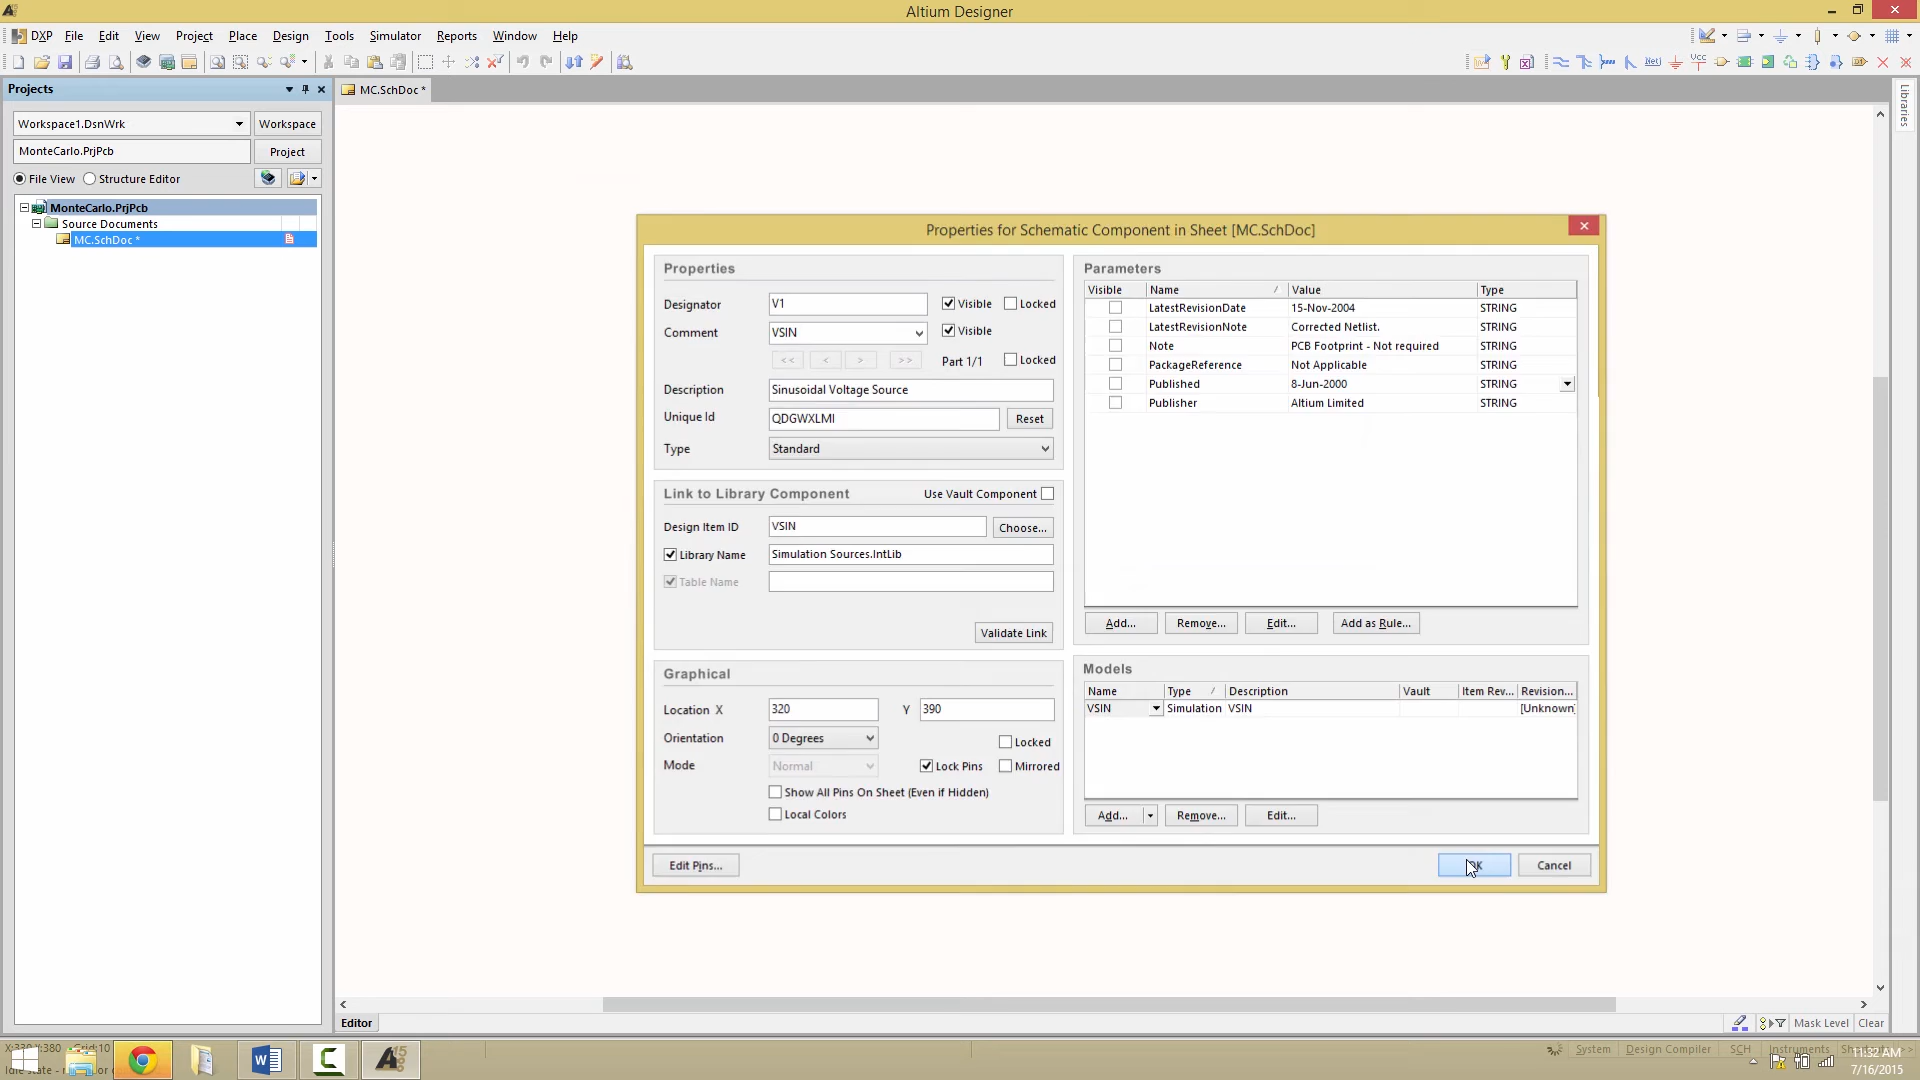 Altium Designer
DXP File Edit View Project Place Design Tools Simulator Reports Window Help
Projects
MC.SchDoc *
Libraries
Workspace1.DsnWrk Workspace
MonteCarlo.PrjPcb Project
File View Structure Editor
MonteCarlo.PrjPcb
Source Documents
MC.SchDoc *
Properties for Schematic Component in Sheet [MC.SchDoc]
Properties
Designator V1 Visible Locked
Comment VSIN Visible
<< < > >> Part 1/1 Locked
Description Sinusoidal Voltage Source
Unique Id QDGWXLMI Reset
Type Standard
Link to Library Component Use Vault Component
Design Item ID VSIN Choose...
Library Name Simulation Sources.IntLib
Table Name
Validate Link
Graphical
Location X 320 Y 390
Orientation 0 Degrees Locked
Mode Normal Lock Pins Mirrored
Show All Pins On Sheet (Even if Hidden)
Local Colors
Parameters
Visible Name / Value Type
LatestRevisionDate 15-Nov-2004 STRING
LatestRevisionNote Corrected Netlist. STRING
Note PCB Footprint - Not required STRING
PackageReference Not Applicable STRING
Published 8-Jun-2000 STRING
Publisher Altium Limited STRING
Add... Remove... Edit... Add as Rule...
Models
Name Type / Description Vault Item Rev... Revision...
VSIN Simulation VSIN [Unknown]
Add... Remove... Edit...
Edit Pins... Cancel
Editor Mask Level Clear
System Design Compiler SCH Instruments
11:32 AM
7/16/2015